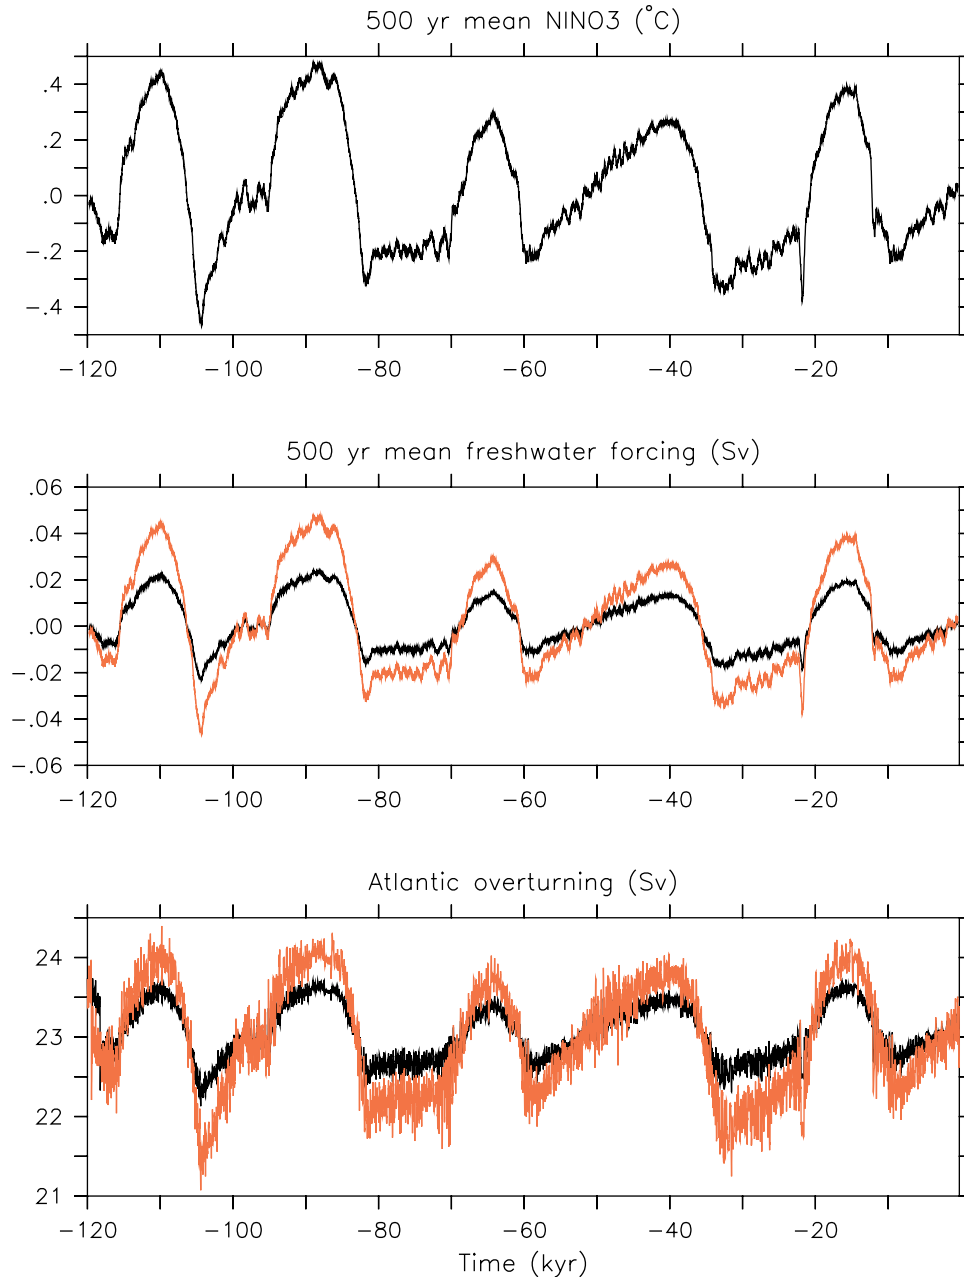 500 yr mean NINO3 (°C)
.4
.2
.0
-.2
-.4
-120 -100 -80 -60 -40 -20
500 yr mean freshwater forcing (Sv)
.06
.04
.02
.00
-.02
-.04
-.06
-120 -100 -80 -60 -40 -20
Atlantic overturning (Sv)
24
23
22
21
-120 -100 -80 -60 -40 -20
Time (kyr)